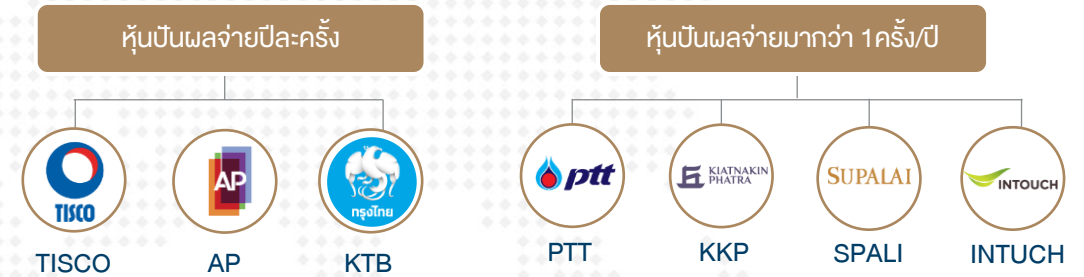 หุ้นปันผลจ่ายปีละครั้ง
หุ้นปันผลจ่ายมากว่า 1ครั้ง/ปี
TISCO
AP
กรุงไทย
ptt
KIATNAKIN
PHATRA
SUPALAI
INTOUCH
TISCO
AP
KTB
PTT
KKP
SPALI
INTUCH